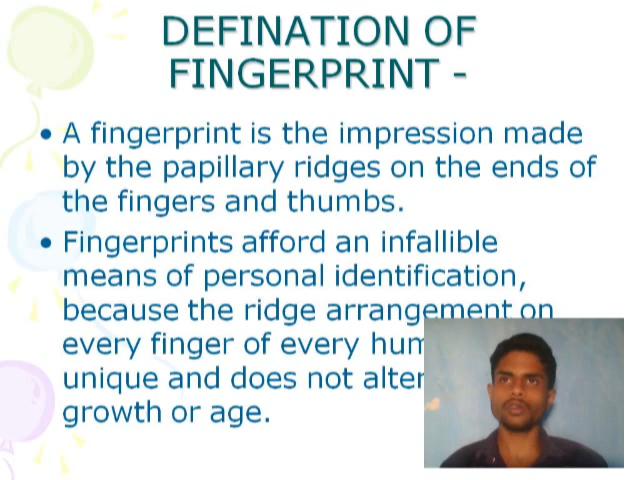 DEFINATION OF
FINGERPRINT -
• A fingerprint is the impression made
by the papillary ridges on the ends of
the fingers and thumbs.
• Fingerprints afford an infallible
means of personal identification,
because the ridge arrangement on
every finger of every
unique and does not alter
growth or age.